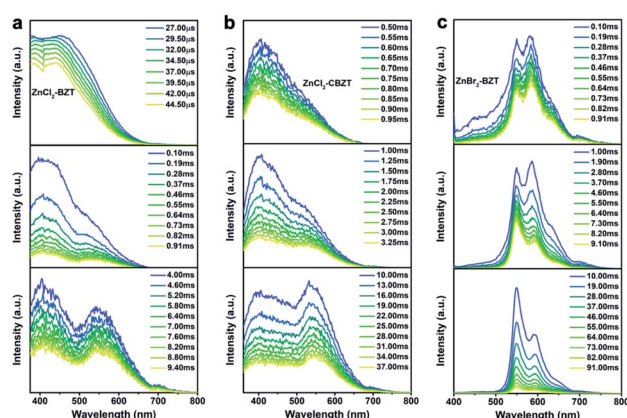 a
Intensity (a.u.)
ZnCl2-BZT
27.00μs
29.50μs
32.00μs
34.50μs
37.00μs
39.50μs
42.00μs
44.50μs
Intensity (a.u.)
0.10ms
0.19ms
0.28ms
0.37ms
0.46ms
0.55ms
0.64ms
0.73ms
0.82ms
0.91ms
Intensity (a.u.)
4.00ms
4.60ms
5.20ms
5.80ms
6.40ms
7.00ms
7.60ms
8.20ms
8.80ms
9.40ms
400 500 600 700 800
Wavelength (nm)
b
Intensity (a.u.)
ZnCl2-CBZT
0.50ms
0.55ms
0.60ms
0.65ms
0.70ms
0.75ms
0.80ms
0.85ms
0.90ms
0.95ms
Intensity (a.u.)
1.00ms
1.25ms
1.50ms
1.75ms
2.00ms
2.25ms
2.50ms
2.75ms
3.00ms
3.25ms
Intensity (a.u.)
10.00ms
13.00ms
16.00ms
19.00ms
22.00ms
25.00ms
28.00ms
31.00ms
34.00ms
37.00ms
400 500 600 700 800
Wavelength (nm)
c
Intensity (a.u.)
ZnBr2-BZT
0.10ms
0.19ms
0.28ms
0.37ms
0.46ms
0.55ms
0.64ms
0.73ms
0.82ms
0.91ms
Intensity (a.u.)
1.00ms
1.90ms
2.80ms
3.70ms
4.60ms
5.50ms
6.40ms
7.30ms
8.20ms
9.10ms
Intensity (a.u.)
10.00ms
19.00ms
28.00ms
37.00ms
46.00ms
55.00ms
64.00ms
73.00ms
82.00ms
91.00ms
400 500 600 700 800
Wavelength (nm)